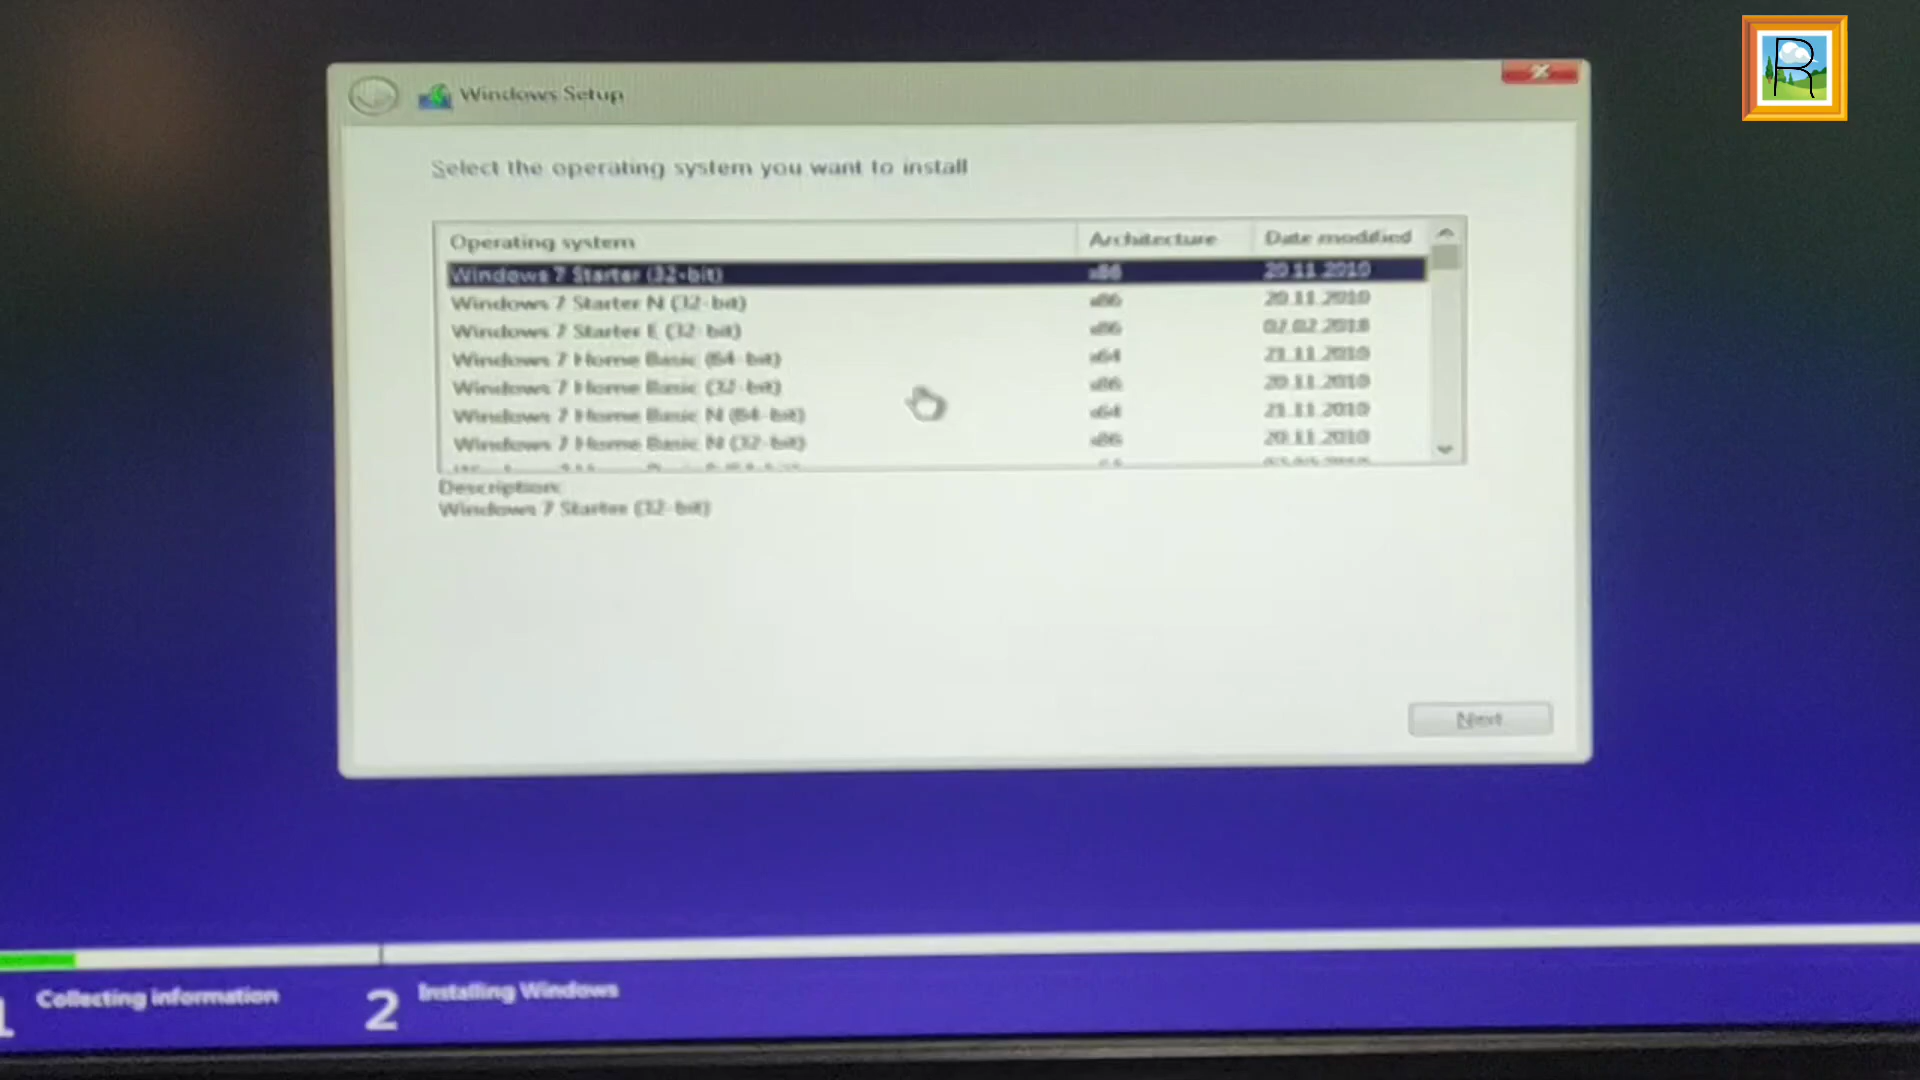 R
Windows Setup
Select the operating system you want to install
Operating system Architecture Date modified
Windows 7 Starter (32-bit) x86 20.11.2010
Windows 7 Starter N (32-bit) x86 20.11.2010
Windows 7 Starter E (32-bit) x86
Windows 7 Home Basic (64-bit) x64 21.11.2010
Windows 7 Home Basic (32-bit) x86 20.11.2010
Windows 7 Home Basic N (64-bit) x64 21.11.2010
Windows 7 Home Basic N (32-bit) x86 20.11.2010
Description:
Windows 7 Starter (32-bit)
Next
1 Collecting information 2 Installing Windows